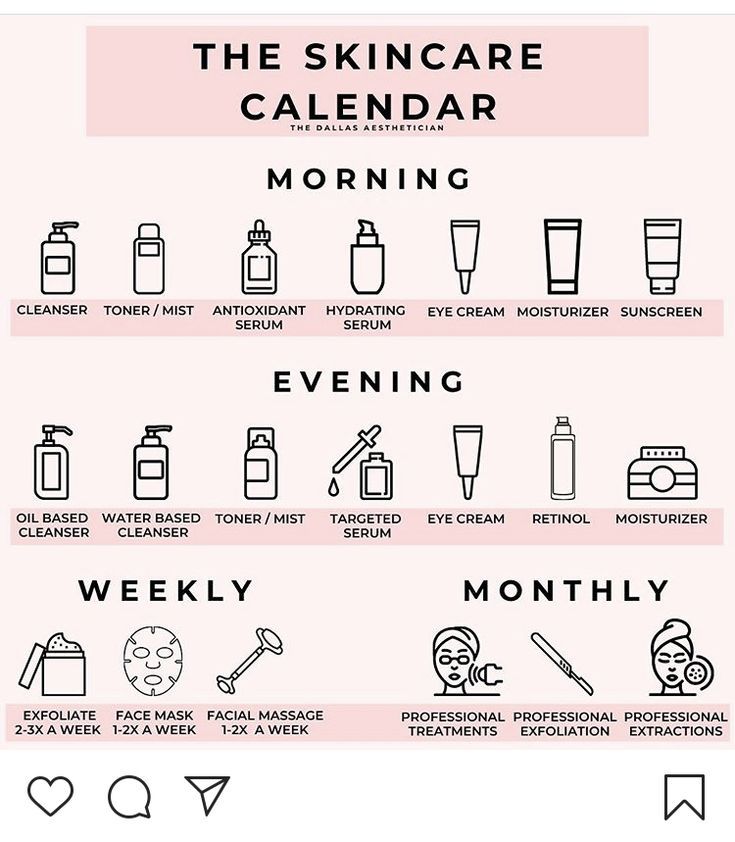 THE SKINCARE
CALENDAR
THE DALLAS AESTHETICIAN
MORNING
CLEANSER
TONER / MIST
ANTIOXIDANT
SERUM
HYDRATING
SERUM
EYE CREAM
MOISTURIZER
SUNSCREEN
EVENING
OIL BASED
CLEANSER
WATER BASED
CLEANSER
TONER / MIST
TARGETED
SERUM
EYE CREAM
RETINOL
MOISTURIZER
WEEKLY
EXFOLIATE
2-3X A WEEK
FACE MASK
1-2X A WEEK
FACIAL MASSAGE
1-2X A WEEK
MONTHLY
PROFESSIONAL
TREATMENTS
PROFESSIONAL
EXFOLIATION
PROFESSIONAL
EXTRACTIONS